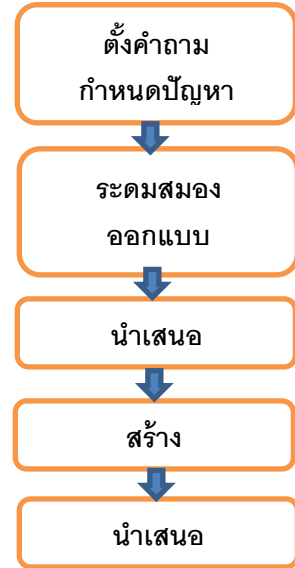 ตั้งคำถาม
กำหนดปัญหา
ระดมสมอง
ออกแบบ
นำเสนอ
สร้าง
นำเสนอ